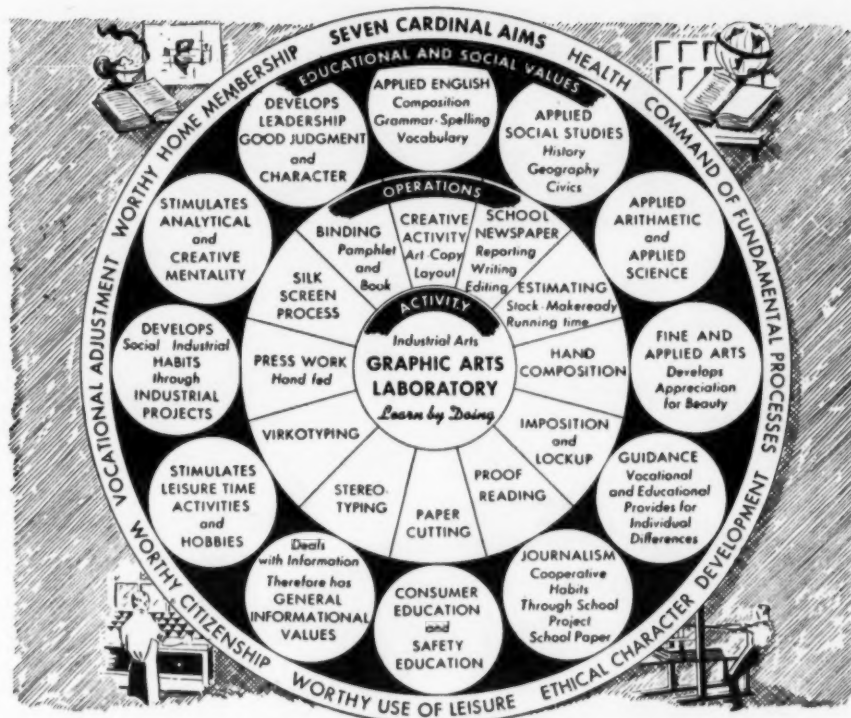 SEVEN CARDINAL AIMS
HEALTH
COMMAND OF FUNDAMENTAL PROCESSES
ETHICAL CHARACTER DEVELOPMENT
WORTHY USE OF LEISURE
WORTHY CITIZENSHIP
VOCATIONAL ADJUSTMENT
WORTHY HOME MEMBERSHIP
EDUCATIONAL AND SOCIAL VALUES
APPLIED ENGLISH
Composition
Grammar-Spelling
Vocabulary
APPLIED
SOCIAL STUDIES
History
Geography
Civics
APPLIED
ARITHMETIC
and
APPLIED
SCIENCE
FINE AND
APPLIED ARTS
Develops
Appreciation
for Beauty
GUIDANCE
Vocational
and Educational
Provides for
Individual
Differences
JOURNALISM
Cooperative
Habits
Through School
Project
School Paper
CONSUMER
EDUCATION
and
SAFETY
EDUCATION
Deals
with Information
Therefore has
GENERAL
INFORMATIONAL
VALUES
STIMULATES
LEISURE TIME
ACTIVITIES
and
HOBBIES
DEVELOPS
Social Industrial
HABITS
through
INDUSTRIAL
PROJECTS
STIMULATES
ANALYTICAL
and
CREATIVE
MENTALITY
DEVELOPS
LEADERSHIP
GOOD JUDGMENT
and
CHARACTER
OPERATIONS
CREATIVE
ACTIVITY
Art-Copy
Layout
SCHOOL
NEWSPAPER
Reporting
Writing
Editing
ESTIMATING
Stock-Makeready
Running time
HAND
COMPOSITION
IMPOSITION
and
LOCKUP
PROOF
READING
PAPER
CUTTING
STEREO-
TYPING
VIRKOTYPING
PRESS WORK
Hand fed
SILK
SCREEN
PROCESS
BINDING
Pamphlet
and
Book
ACTIVITY
Industrial Arts
GRAPHIC ARTS
LABORATORY
Learn by Doing